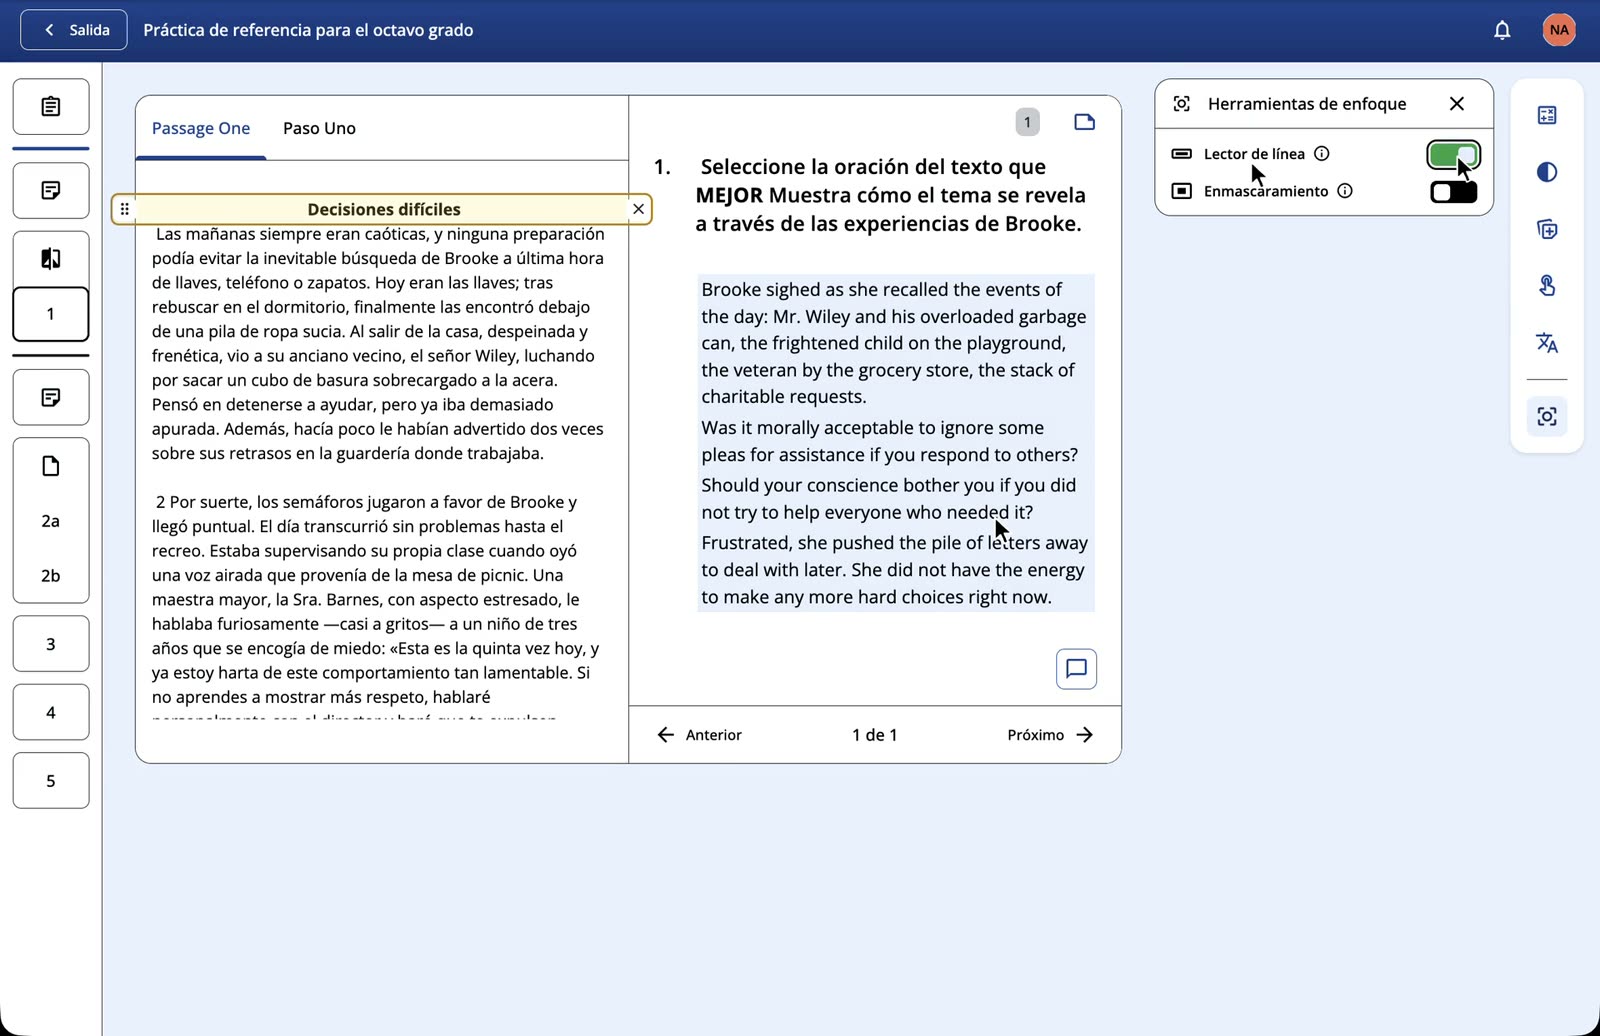 Salida
Práctica de referencia para el octavo grado
NA
1
2a
2b
3
4
5
Passage One
Paso Uno
Decisiones difíciles
Las mañanas siempre eran caóticas, y ninguna preparación
podía evitar la inevitable búsqueda de Brooke a última hora
de llaves, teléfono o zapatos. Hoy eran las llaves; tras
rebuscar en el dormitorio, finalmente las encontró debajo
de una pila de ropa sucia. Al salir de la casa, despeinada y
frenética, vio a su anciano vecino, el señor Wiley, luchando
por sacar un cubo de basura sobrecargado a la acera.
Pensó en detenerse a ayudar, pero ya iba demasiado
apurada. Además, hacía poco le habían advertido dos veces
sobre sus retrasos en la guardería donde trabajaba.
2 Por suerte, los semáforos jugaron a favor de Brooke y
llegó puntual. El día transcurrió sin problemas hasta el
recreo. Estaba supervisando su propia clase cuando oyó
una voz airada que provenía de la mesa de picnic. Una
maestra mayor, la Sra. Barnes, con aspecto estresado, le
hablaba furiosamente —casi a gritos— a un niño de tres
años que se encogía de miedo: «Esta es la quinta vez hoy, y
ya estoy harta de este comportamiento tan lamentable. Si
no aprendes a mostrar más respeto, hablaré
1
1. Seleccione la oración del texto que
MEJOR Muestra cómo el tema se revela
a través de las experiencias de Brooke.
Brooke sighed as she recalled the events of
the day: Mr. Wiley and his overloaded garbage
can, the frightened child on the playground,
the veteran by the grocery store, the stack of
charitable requests.
Was it morally acceptable to ignore some
pleas for assistance if you respond to others?
Should your conscience bother you if you did
not try to help everyone who needed it?
Frustrated, she pushed the pile of letters away
to deal with later. She did not have the energy
to make any more hard choices right now.
Anterior
1 de 1
Próximo
Herramientas de enfoque
Lector de línea
Enmascaramiento